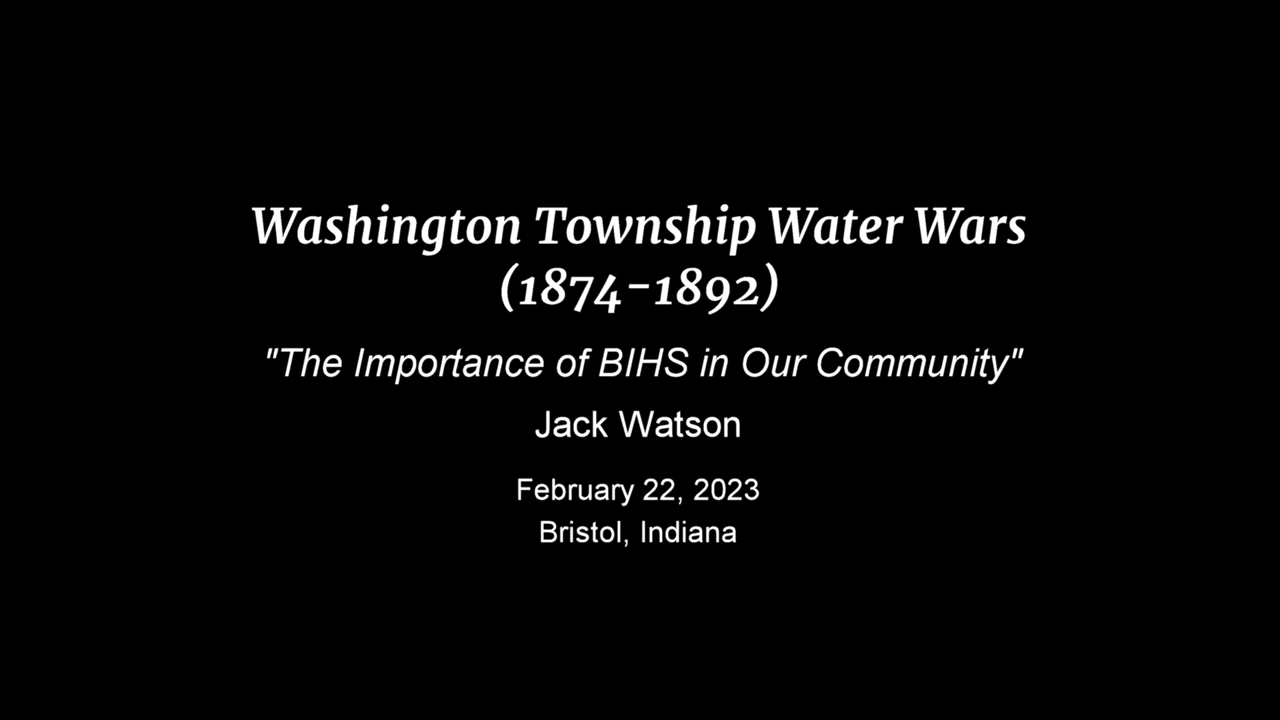 Washington Township Water Wars
(1874-1892)
"The Importance of BIHS in Our Community"
Jack Watson
February 22, 2023
Bristol, Indiana